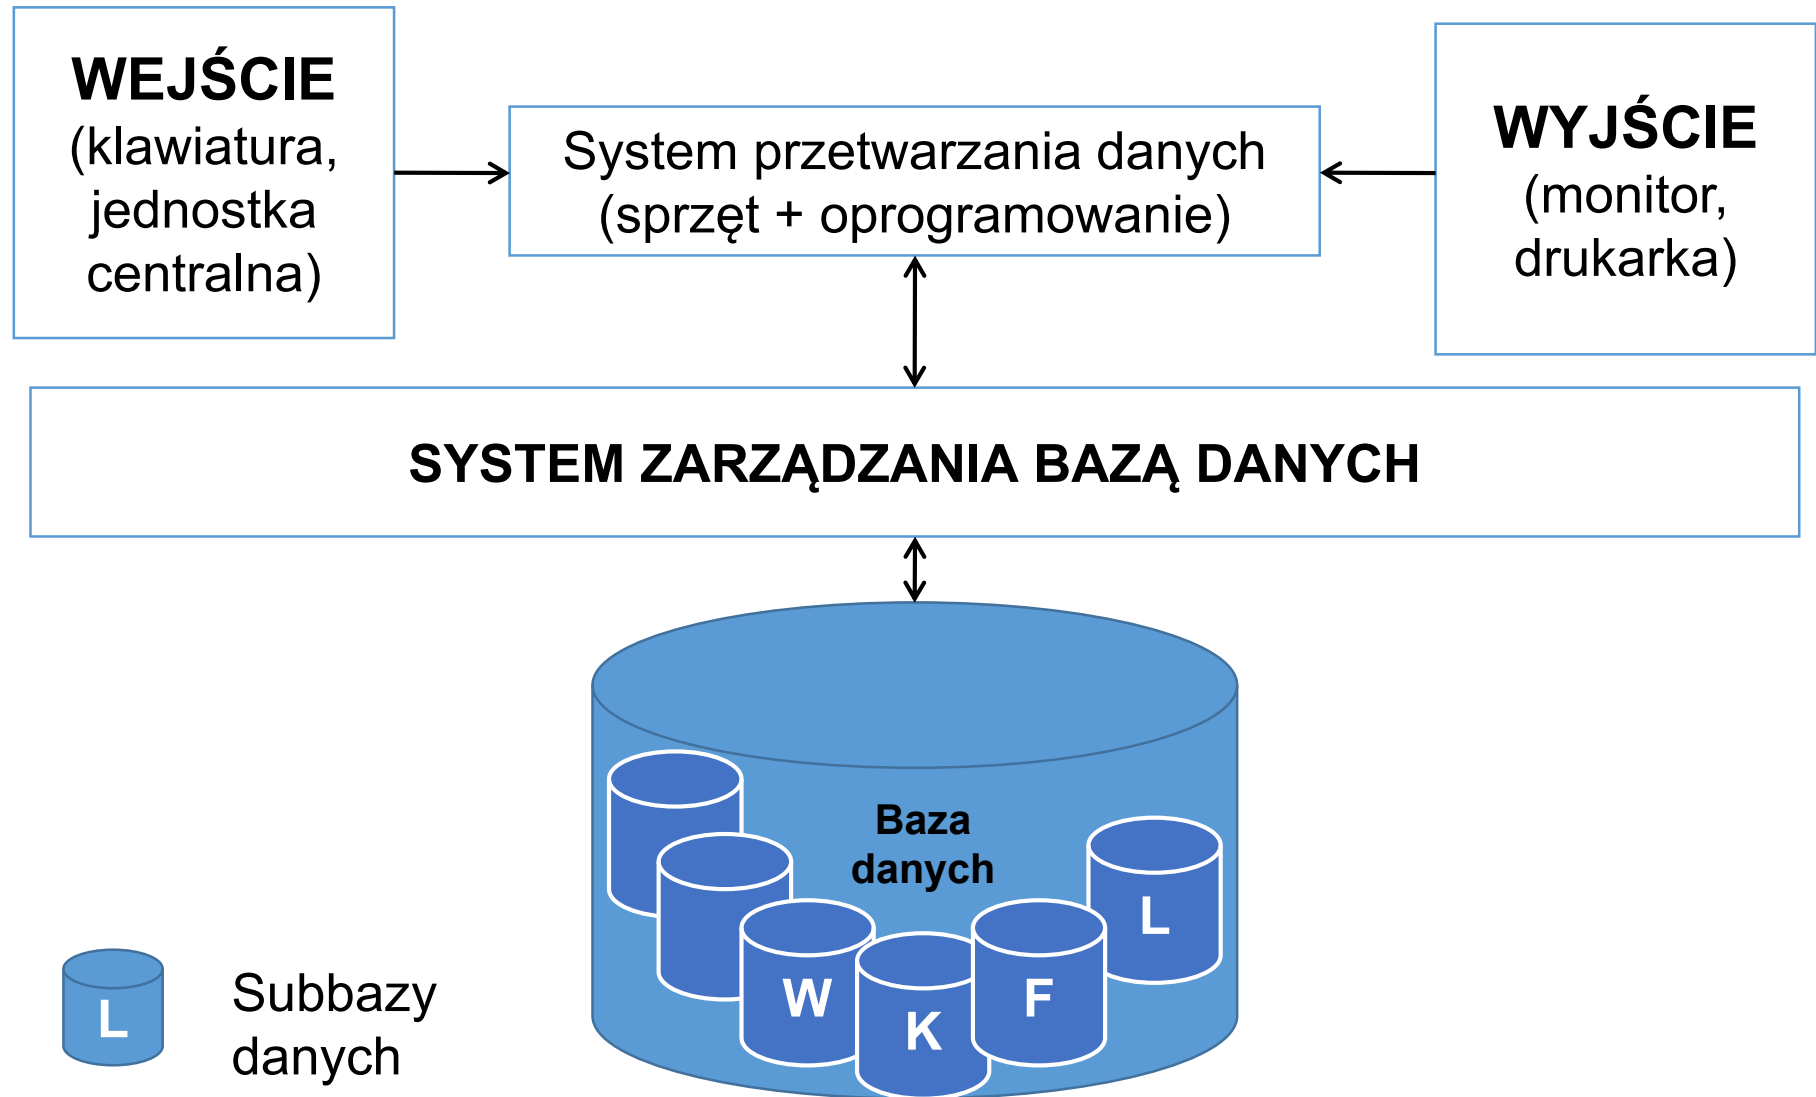 WEJŚCIE
(klawiatura,
jednostka
centralna)
System przetwarzania danych
(sprzęt + oprogramowanie)
WYJŚCIE
(monitor,
drukarka)
SYSTEM ZARZĄDZANIA BAZĄ DANYCH
Baza
danych
W
K
F
L
L
Subbazy
danych